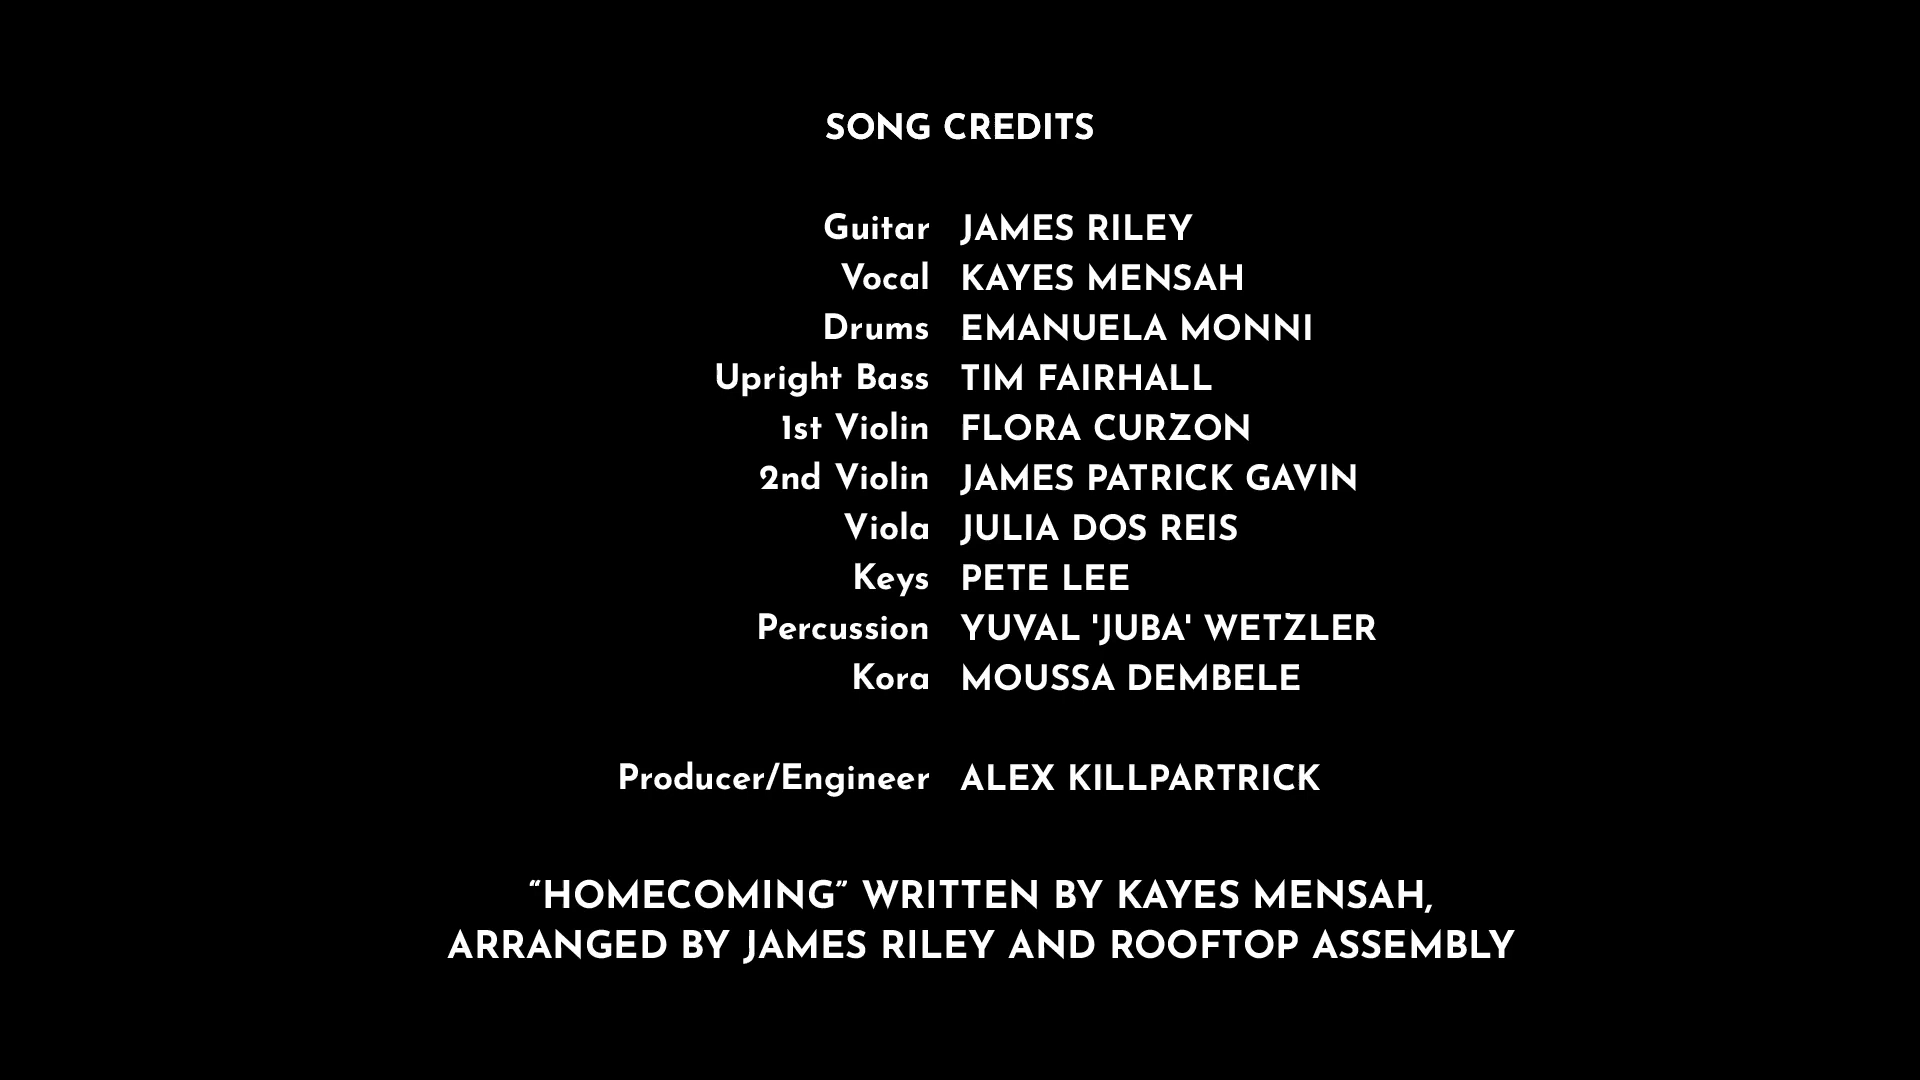 SONG CREDITS
Guitar JAMES RILEY
Vocal KAYES MENSAH
Drums EMANUELA MONNI
Upright Bass TIM FAIRHALL
1st Violin FLORA CURZON
2nd Violin JAMES PATRICK GAVIN
Viola JULIA DOS REIS
Keys PETE LEE
Percussion YUVAL 'JUBA' WETZLER
Kora MOUSSA DEMBELE
Producer/Engineer ALEX KILLPARTRICK
“HOMECOMING” WRITTEN BY KAYES MENSAH,
ARRANGED BY JAMES RILEY AND ROOFTOP ASSEMBLY